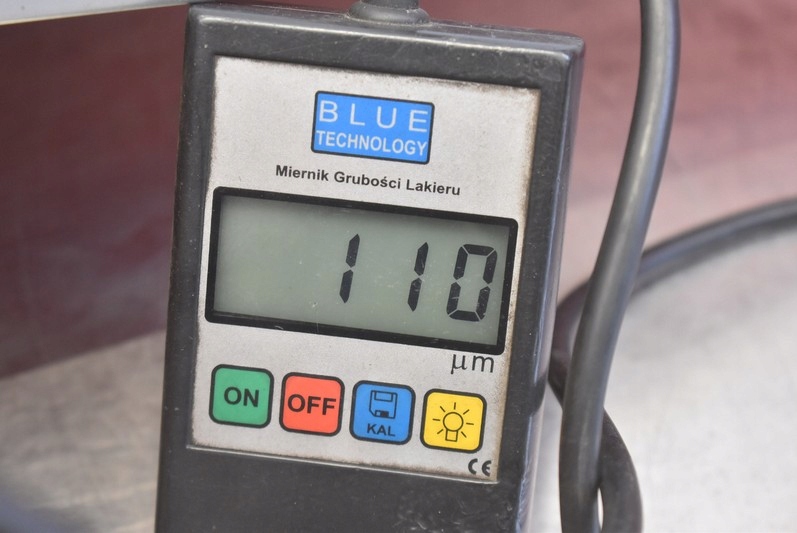 BLUE
TECHNOLOGY
Miernik Grubości Lakieru
110
µm
ON OFF KAL
CE